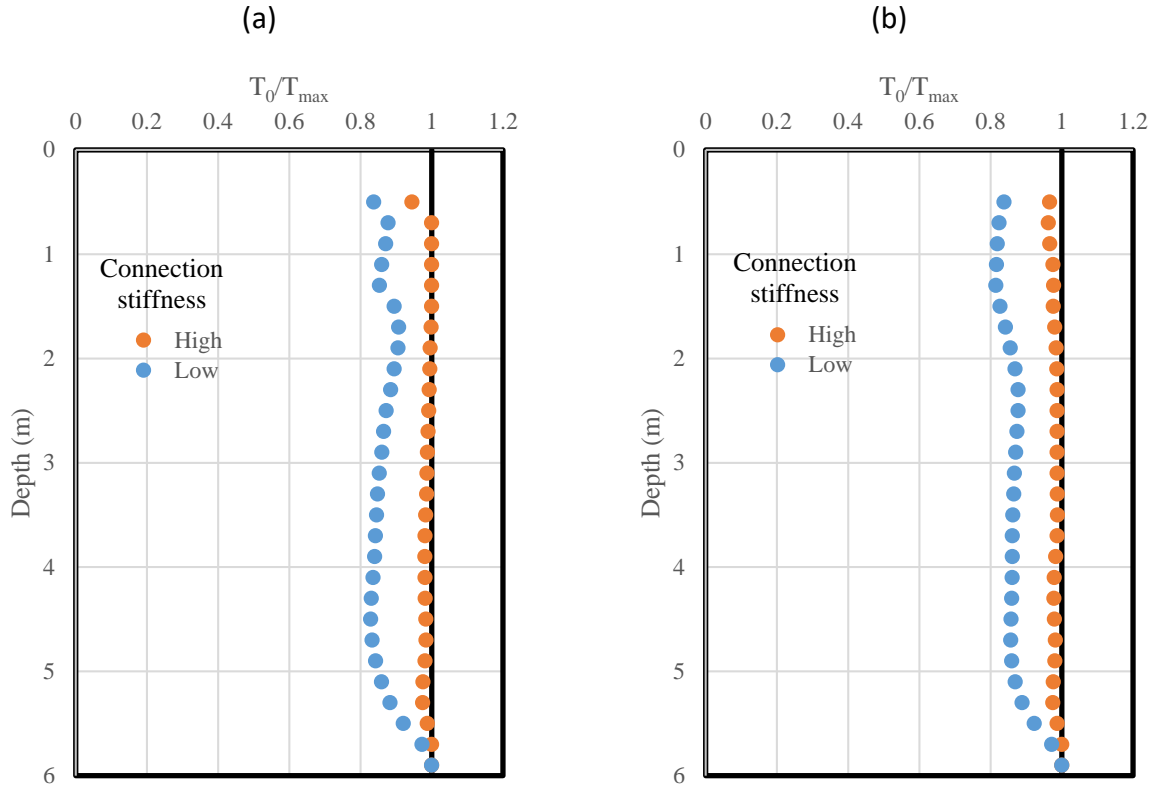 (a)
T₀/Tₘₐₓ
0 0.2 0.4 0.6 0.8 1 1.2
0
1
2
3
4
5
6
Depth (m)
Connection
stiffness
High
Low
(b)
T₀/Tₘₐₓ
0 0.2 0.4 0.6 0.8 1 1.2
0
1
2
3
4
5
6
Depth (m)
Connection
stiffness
High
Low